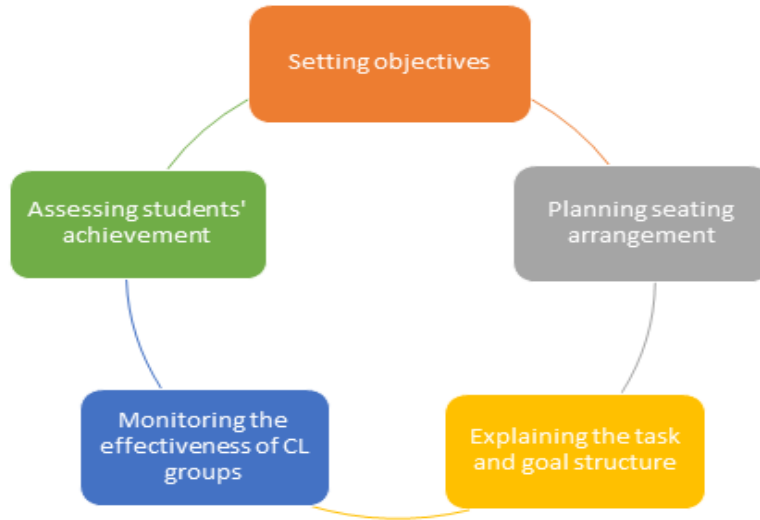 Setting objectives
Planning seating
arrangement
Explaining the task
and goal structure
Monitoring the
effectiveness of CL
groups
Assessing students'
achievement